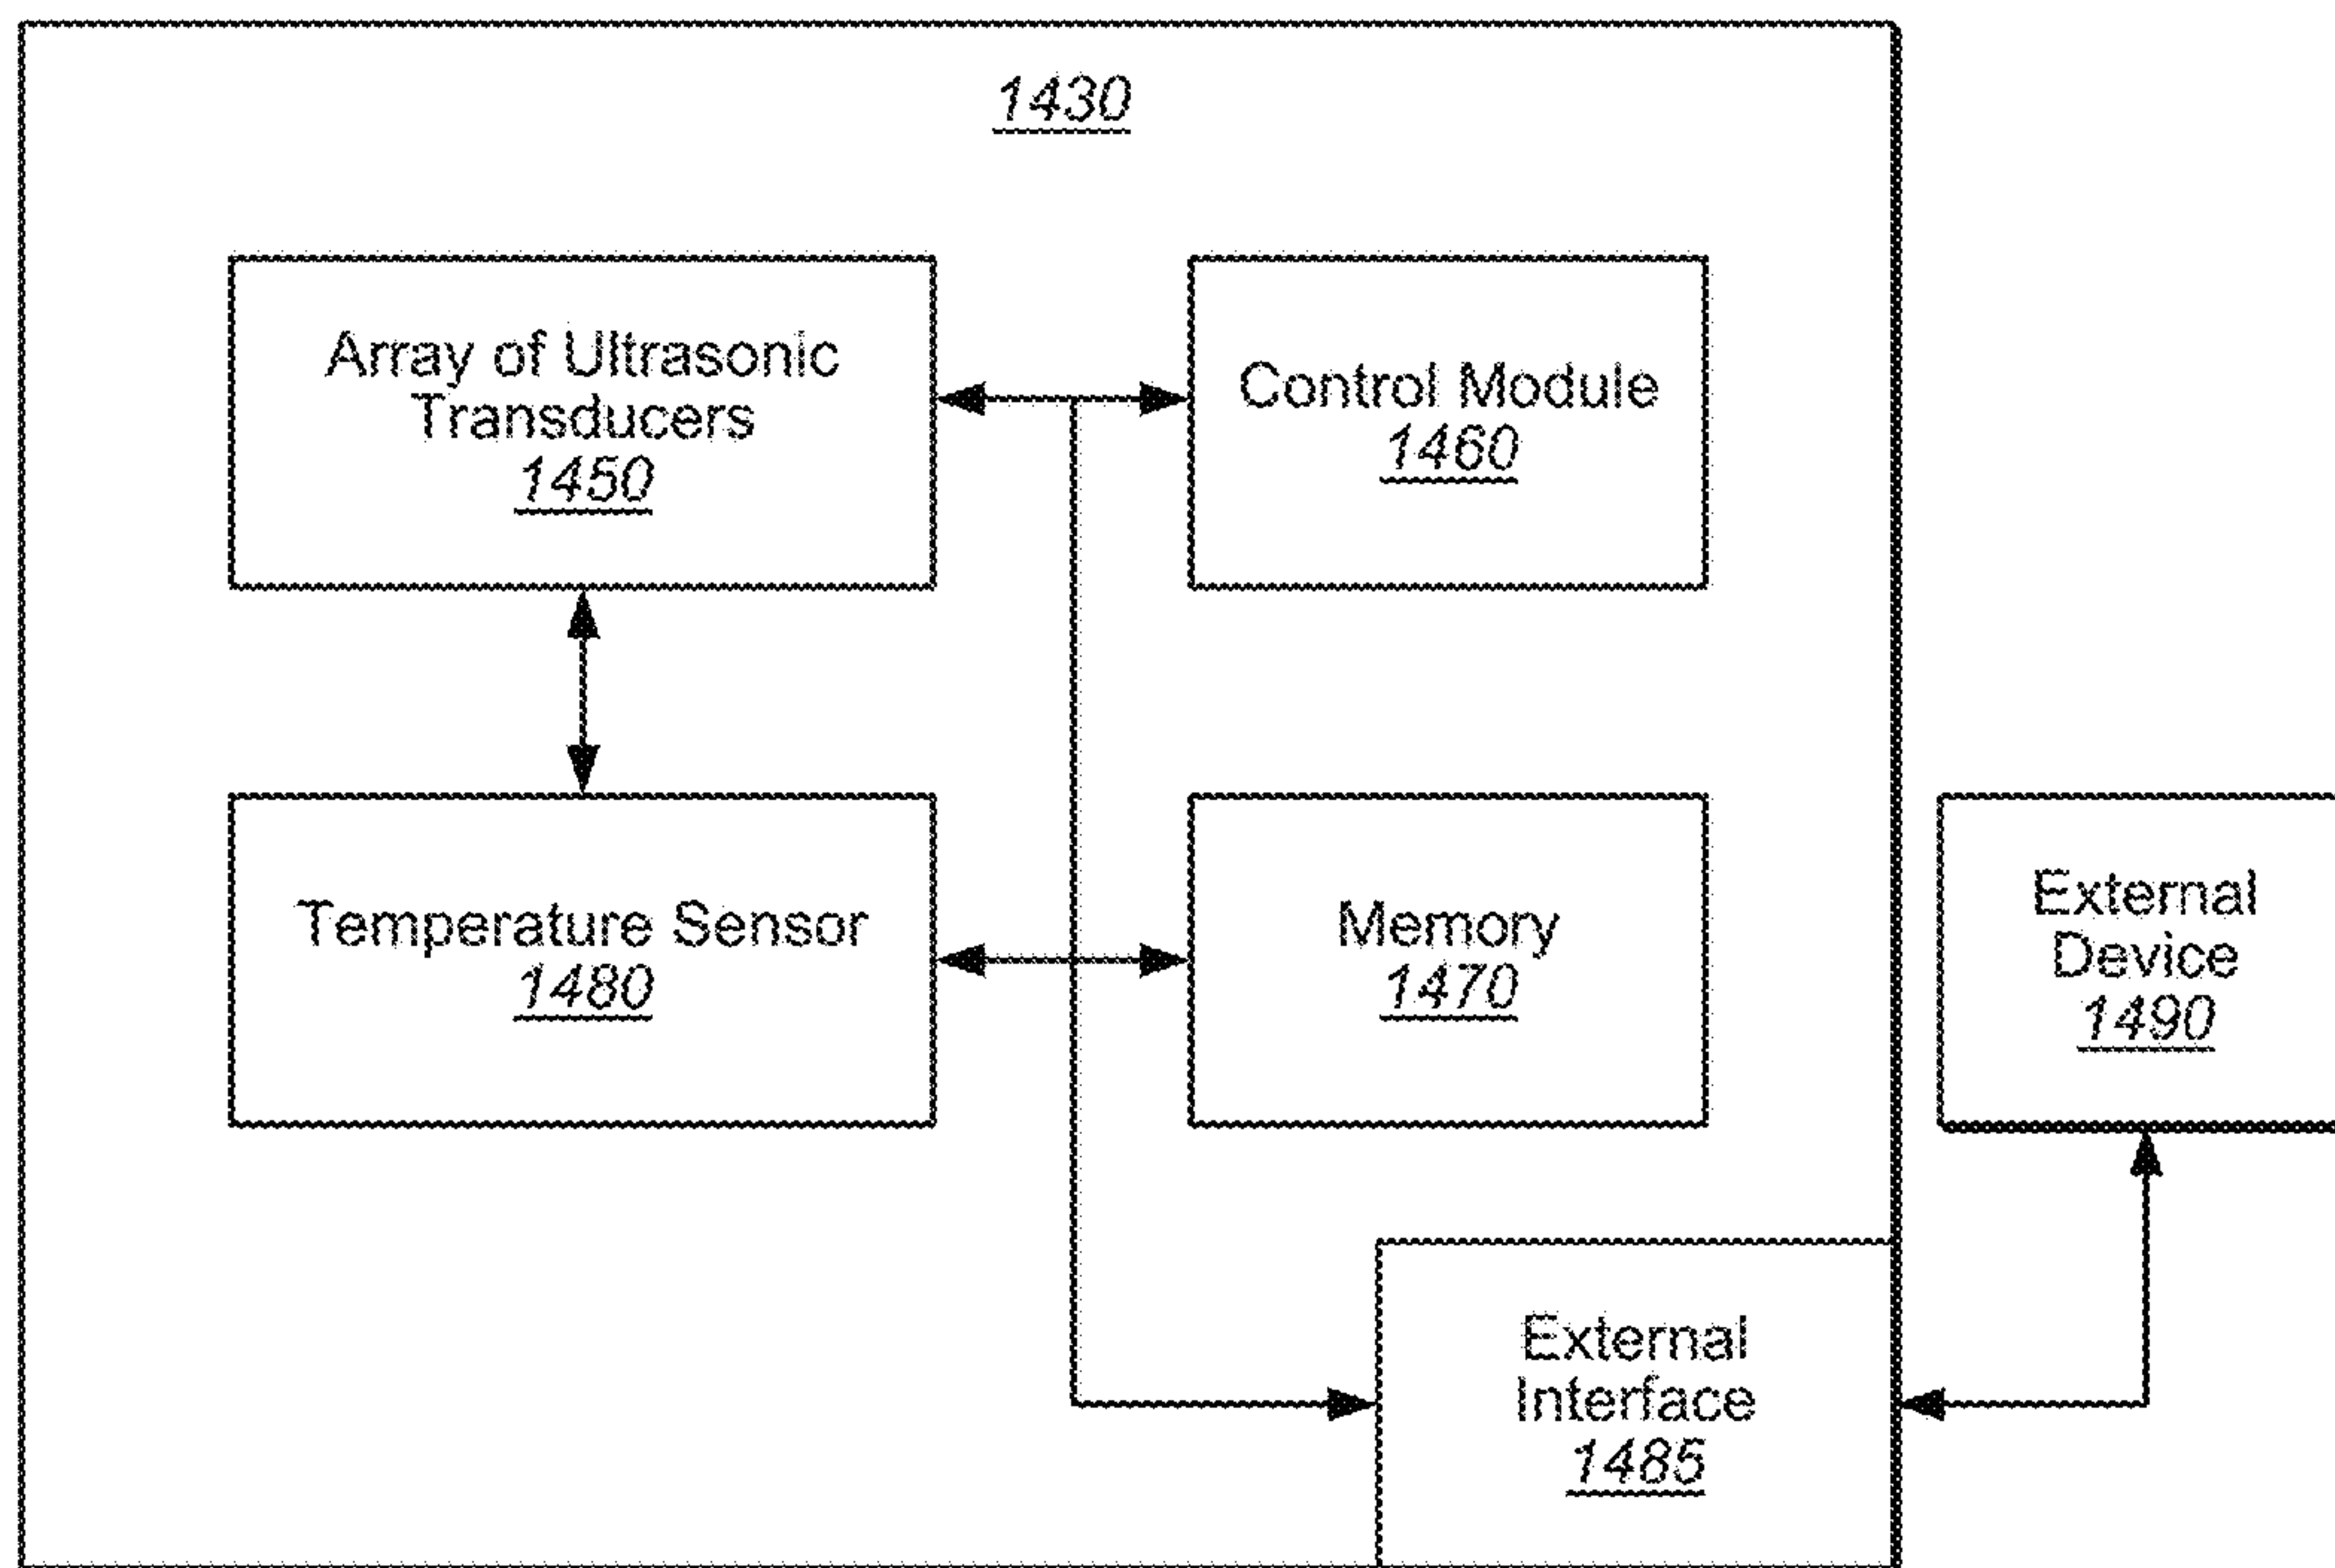 1430
Array of Ultrasonic
Transducers
1450
Control Module
1460
Temperature Sensor
1480
Memory
1470
External
Device
1490
External
Interface
1485